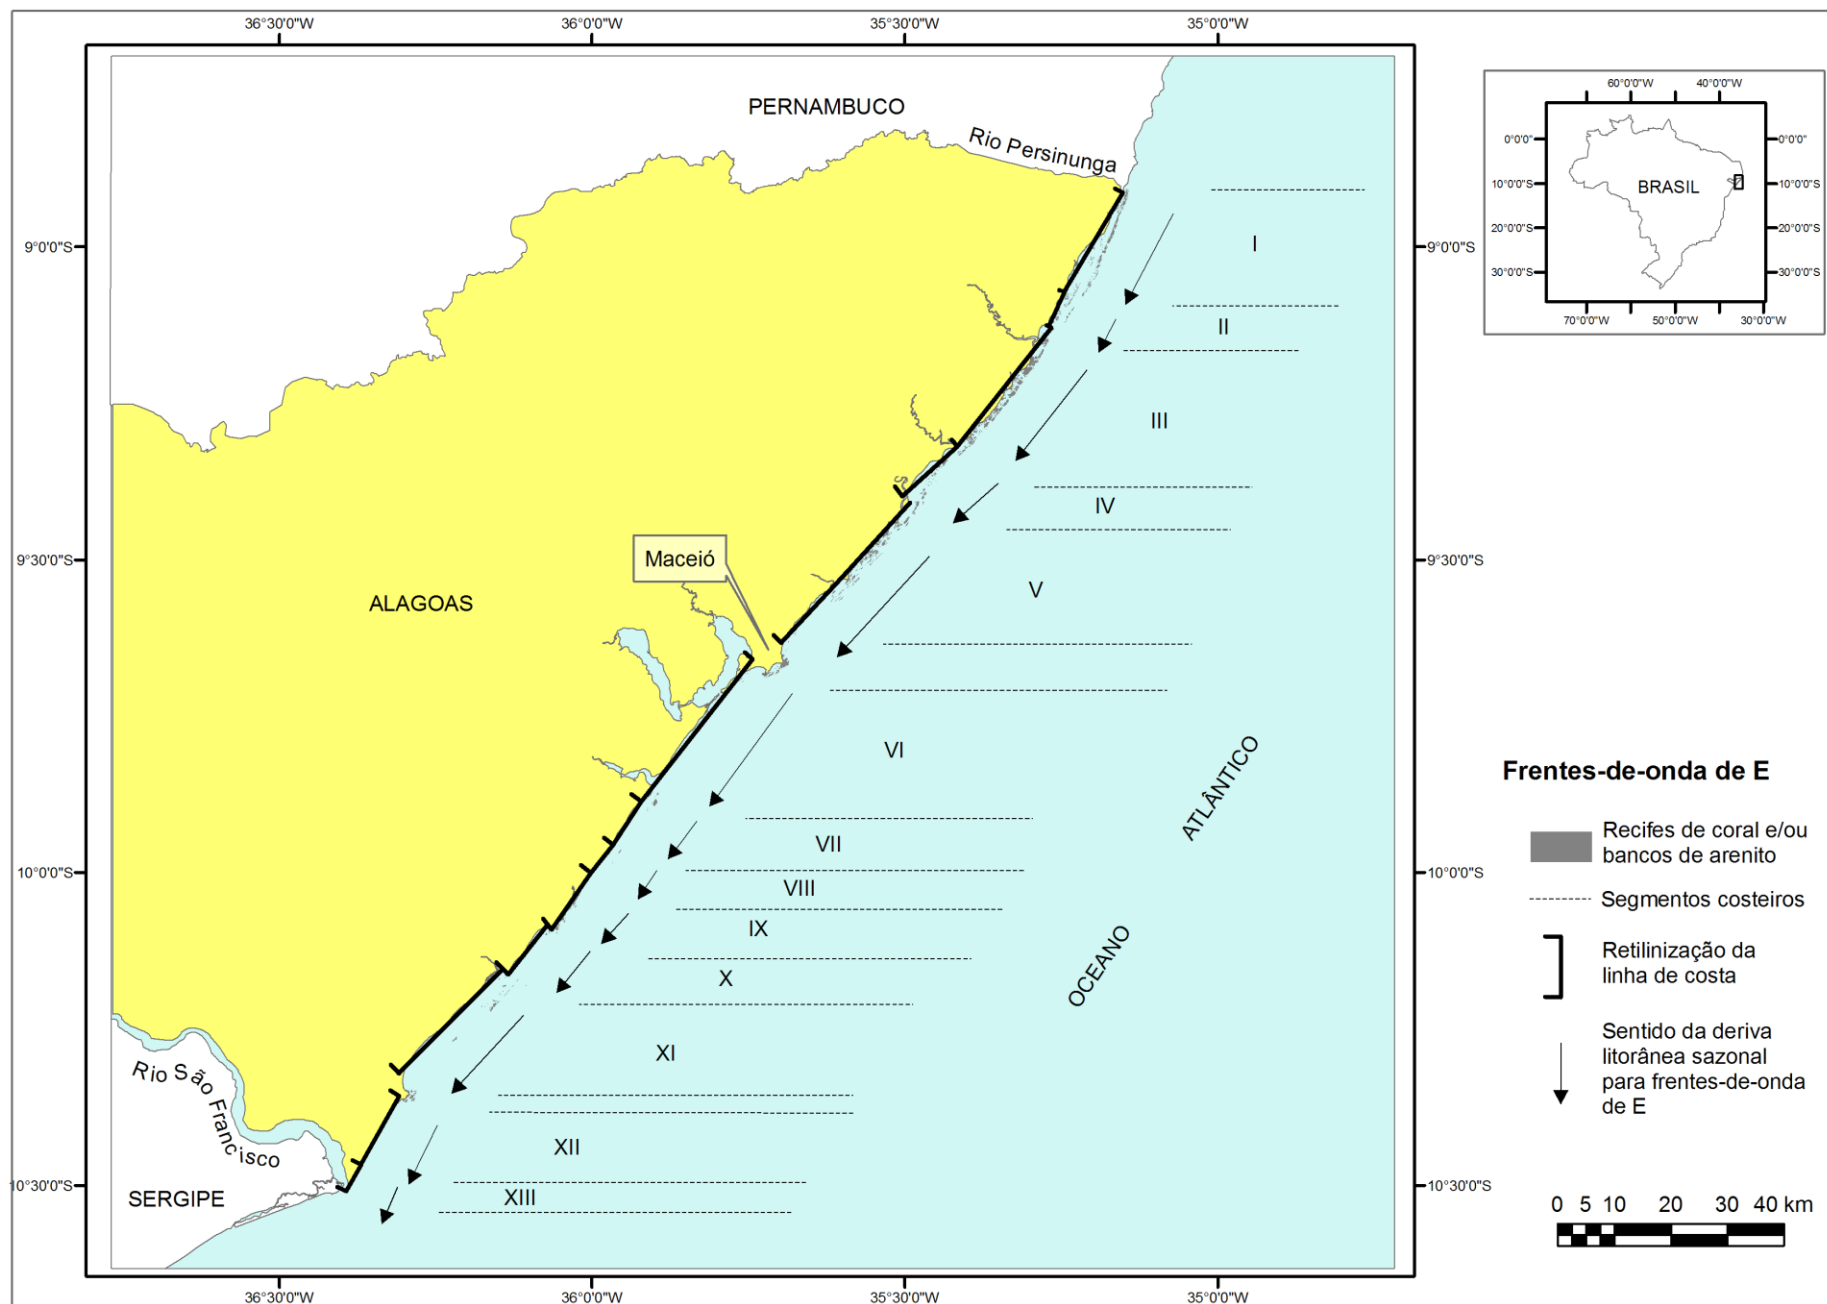 36°30'0"W
36°0'0"W
35°30'0"W
35°0'0"W
PERNAMBUCO
Rio Persinunga
60°0'0"W
40°0'0"W
0°0'0"
0°0'0"
10°0'0"S
BRASIL
10°0'0"S
20°0'0"S
20°0'0"S
30°0'0"S
30°0'0"S
70°0'0"W
50°0'0"W
30°0'0"W
9°0'0"S
I
9°0'0"S
II
III
IV
9°30'0"S
Maceió
9°30'0"S
V
ALAGOAS
VI
ATLÂNTICO
Frentes-de-onda de E
Recifes de coral e/ou
bancos de arenito
VII
10°0'0"S
10°0'0"S
VIII
Segmentos costeiros
IX
OCEANO
Retilinização da
linha de costa
X
XI
Sentido da deriva
litorânea sazonal
para frentes-de-onda
de E
Rio São Francisco
XII
10°30'0"S
10°30'0"S
SERGIPE
XIII
0 5 10 20 30 40 km
36°30'0"W
36°0'0"W
35°30'0"W
35°0'0"W